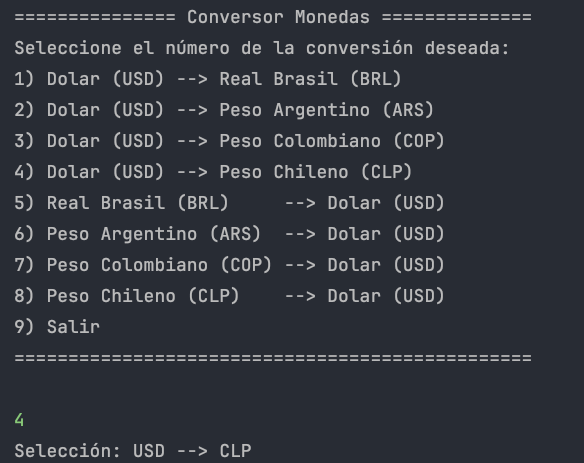 =============== Conversor Monedas ==============
Seleccione el número de la conversión deseada:
1) Dolar (USD) --> Real Brasil (BRL)
2) Dolar (USD) --> Peso Argentino (ARS)
3) Dolar (USD) --> Peso Colombiano (COP)
4) Dolar (USD) --> Peso Chileno (CLP)
5) Real Brasil (BRL)     --> Dolar (USD)
6) Peso Argentino (ARS)  --> Dolar (USD)
7) Peso Colombiano (COP) --> Dolar (USD)
8) Peso Chileno (CLP)    --> Dolar (USD)
9) Salir
================================================
4
Selección: USD --> CLP